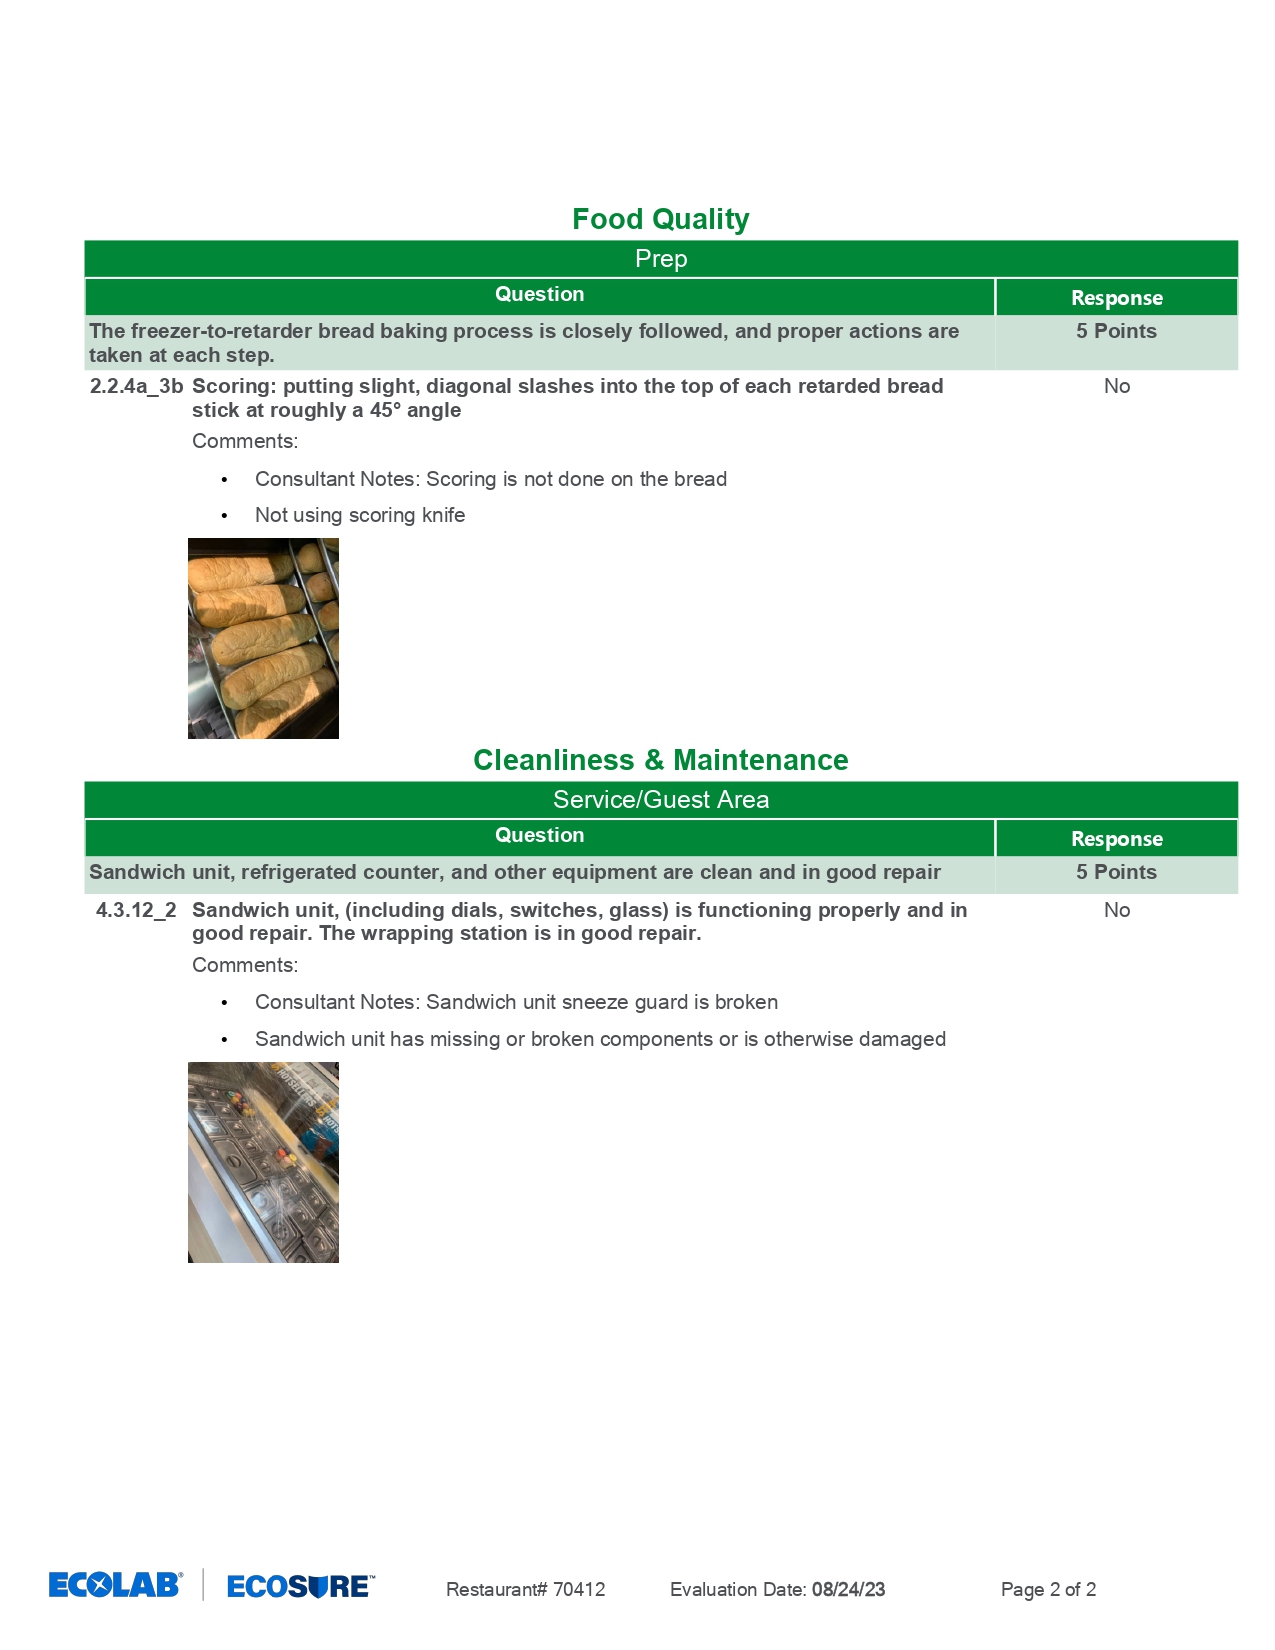 Food Quality
Prep
Question Response
The freezer-to-retarder bread baking process is closely followed, and proper actions are 5 Points
taken at each step.
2.2.4a_3b Scoring: putting slight, diagonal slashes into the top of each retarded bread No
stick at roughly a 45° angle
Comments:
• Consultant Notes: Scoring is not done on the bread
• Not using scoring knife
Cleanliness & Maintenance
Service/Guest Area
Question Response
Sandwich unit, refrigerated counter, and other equipment are clean and in good repair 5 Points
4.3.12_2 Sandwich unit, (including dials, switches, glass) is functioning properly and in No
good repair. The wrapping station is in good repair.
Comments:
• Consultant Notes: Sandwich unit sneeze guard is broken
• Sandwich unit has missing or broken components or is otherwise damaged
HOTSELLERS
HOTS
ECOLAB® ECOSURE™ Restaurant# 70412 Evaluation Date: 08/24/23 Page 2 of 2